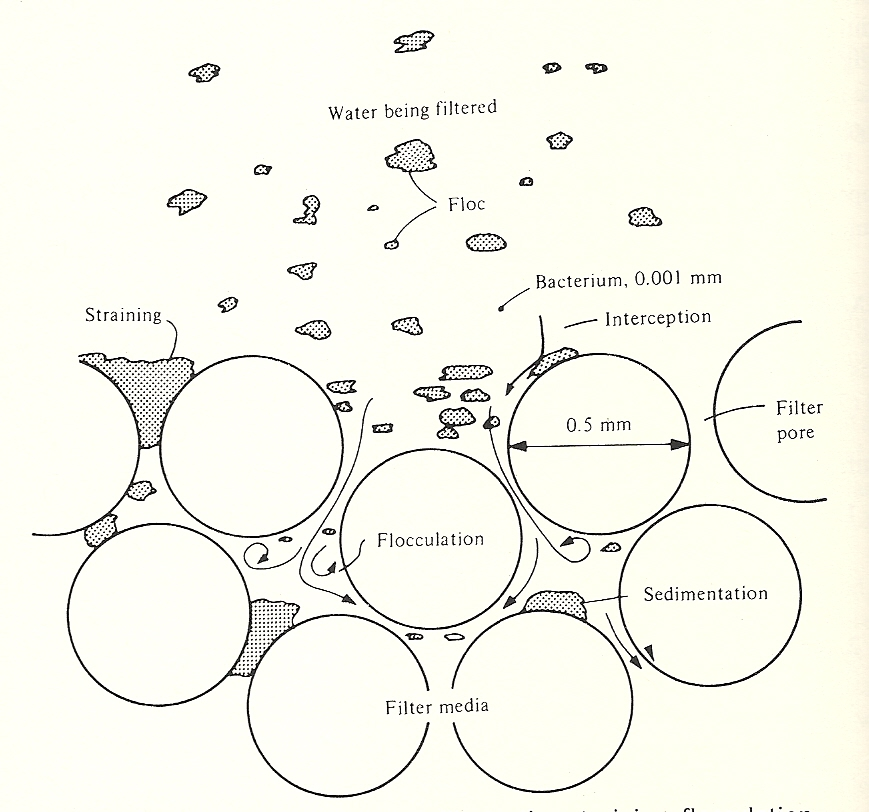 Water being filtered
Floc
Bacterium, 0.001 mm
Straining
Interception
Filter
pore
0.5 mm
Flocculation
Sedimentation
Filter media